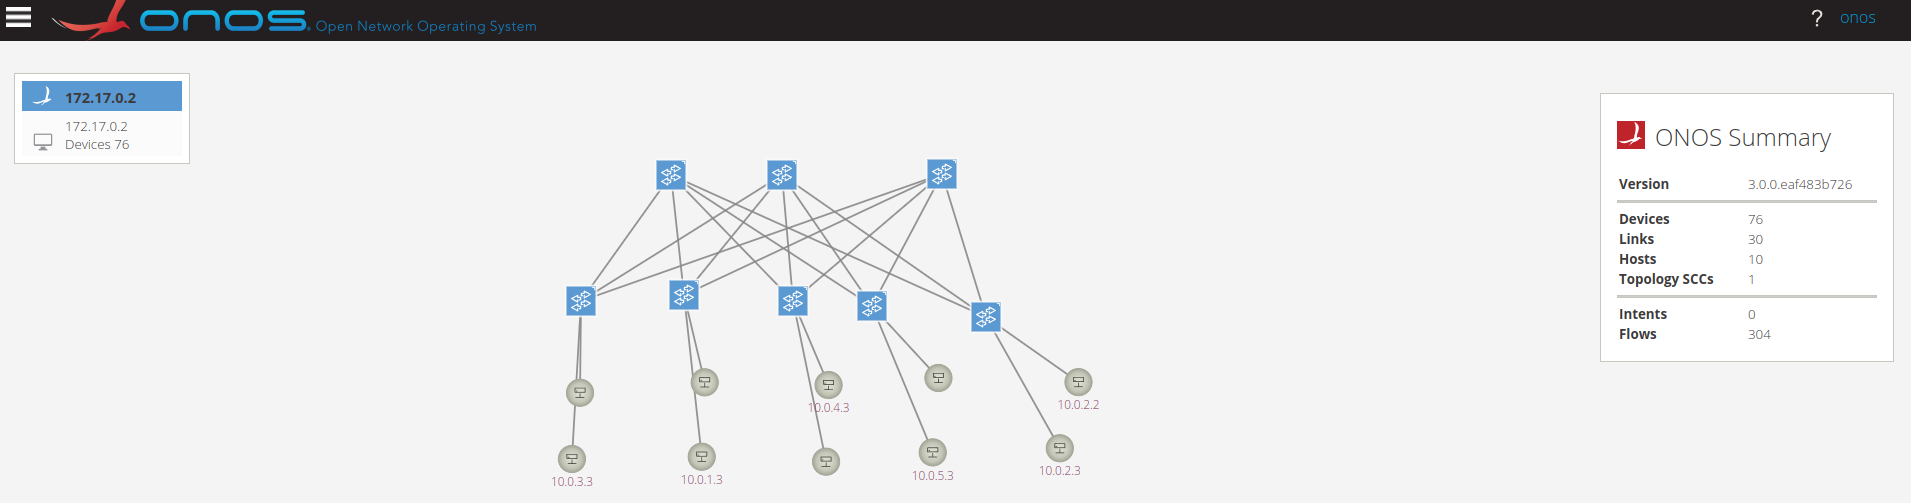 onos Open Network Operating System
? onos
172.17.0.2
172.17.0.2
Devices 76
ONOS Summary
Version 3.0.0.eaf483b726
Devices 76
Links 30
Hosts 10
Topology SCCs 1
Intents 0
Flows 304
10.0.4.3
10.0.2.2
10.0.3.3
10.0.1.3
10.0.5.3
10.0.2.3